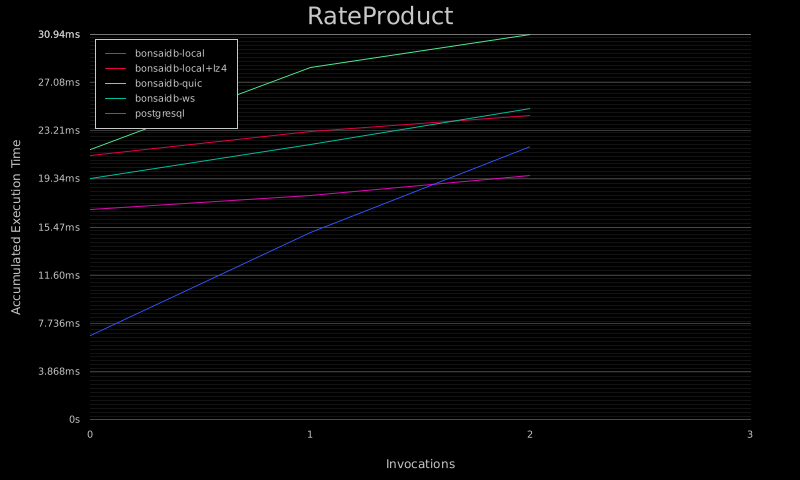 RateProduct
30.94ms
27.08ms
23.21ms
19.34ms
15.47ms
11.60ms
7.736ms
3.868ms
0s
bonsaidb-local
bonsaidb-local+lz4
bonsaidb-quic
bonsaidb-ws
postgresql
Accumulated Execution Time
0 1 2 3
Invocations